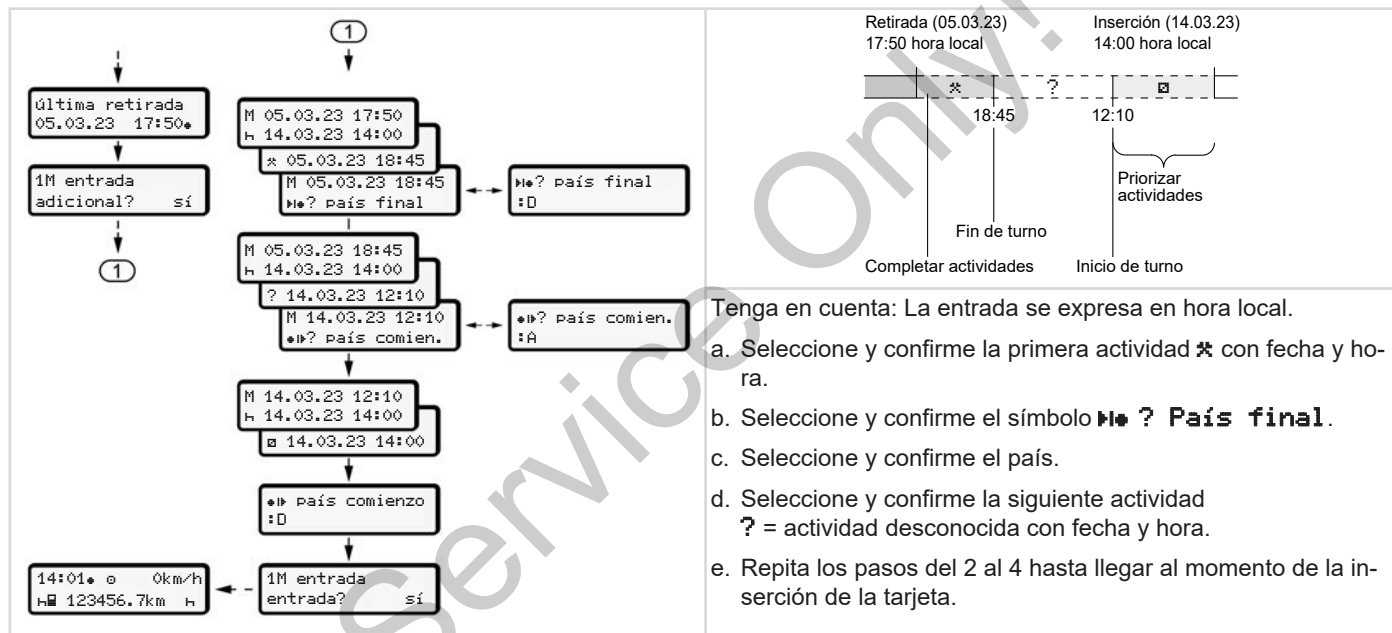 1
última retirada
05.03.23 17:50
1M entrada
adicional? sí
1
M 05.03.23 17:50
h 14.03.23 14:00
05.03.23 18:45
M 05.03.23 18:45
? país final
? país final
:D
M 05.03.23 18:45
h 14.03.23 14:00
? 14.03.23 12:10
M 14.03.23 12:10
? país comien.
? país comien.
:A
M 14.03.23 12:10
h 14.03.23 14:00
14.03.23 14:00
país comienzo
:D
1M entrada
entrada? sí
14:01 0km/h
h 123456.7km h
Retirada (05.03.23)
17:50 hora local
Inserción (14.03.23)
14:00 hora local
?
18:45
12:10
Priorizar
actividades
Fin de turno
Completar actividades
Inicio de turno
Tenga en cuenta: La entrada se expresa en hora local.
a. Seleccione y confirme la primera actividad con fecha y ho-
ra.
b. Seleccione y confirme el símbolo ? País final.
c. Seleccione y confirme el país.
d. Seleccione y confirme la siguiente actividad
? = actividad desconocida con fecha y hora.
e. Repita los pasos del 2 al 4 hasta llegar al momento de la in-
serción de la tarjeta.
Service Only!